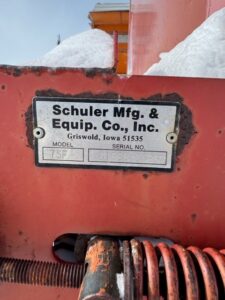 Schuler Mfg. &
Equip. Co., Inc.
Griswold, Iowa 51535
MODEL SERIAL NO.